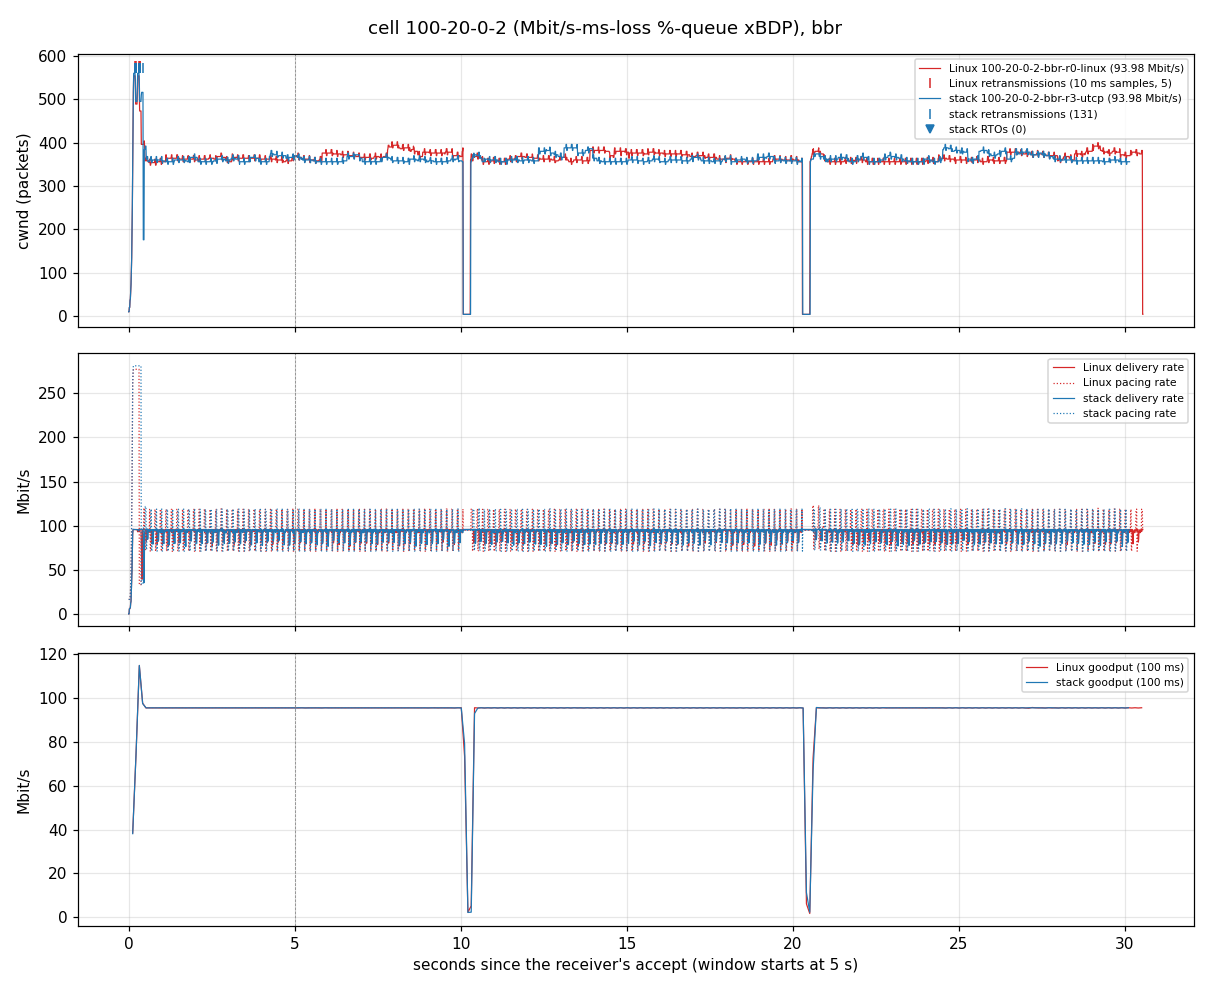 cell 100-20-0-2 (Mbit/s-ms-loss %-queue xBDP), bbr
600
500
400
300
200
100
0
cwnd (packets)
Linux 100-20-0-2-bbr-r0-linux (93.98 Mbit/s)
Linux retransmissions (10 ms samples, 5)
stack 100-20-0-2-bbr-r3-utcp (93.98 Mbit/s)
stack retransmissions (131)
stack RTOs (0)
250
200
150
100
50
0
Mbit/s
Linux delivery rate
Linux pacing rate
stack delivery rate
stack pacing rate
120
100
80
60
40
20
0
Mbit/s
Linux goodput (100 ms)
stack goodput (100 ms)
0 5 10 15 20 25 30
seconds since the receiver's accept (window starts at 5 s)